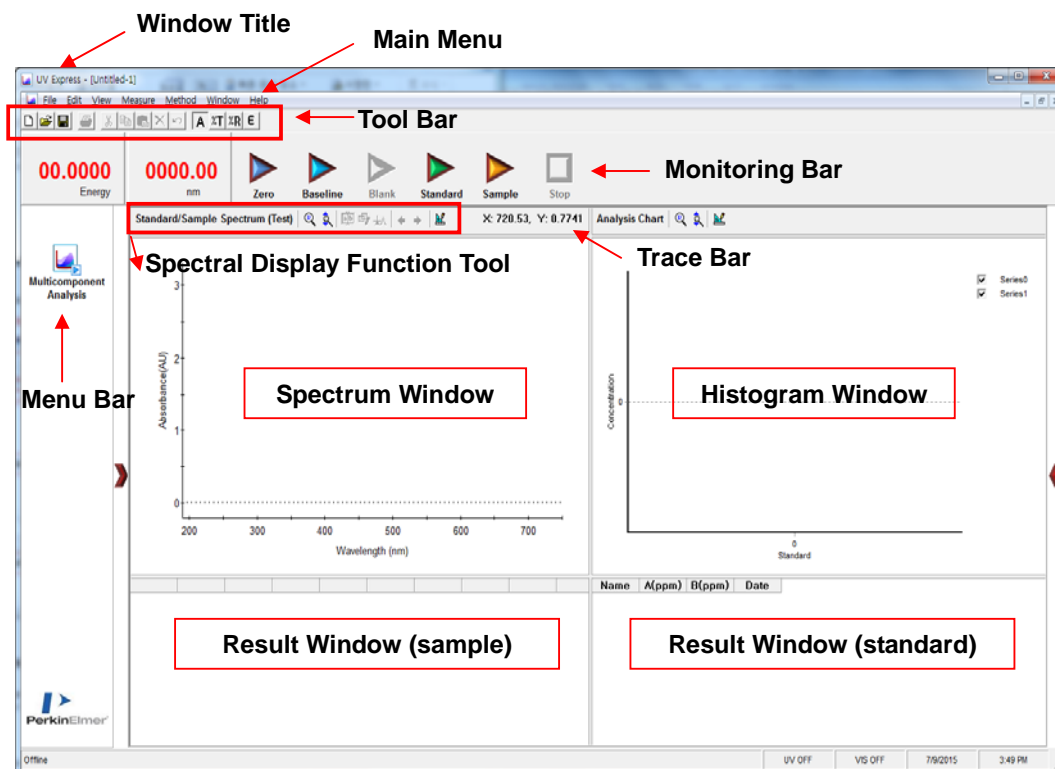 Window Title
Main Menu
UV Express - [Untitled-1]
File Edit View Measure Method Window Help
A %T %R E
Tool Bar
00.0000
Energy
0000.00
nm
Zero
Baseline
Blank
Standard
Sample
Stop
Monitoring Bar
Standard/Sample Spectrum (Test)
X: 720.53, Y: 0.7741
Analysis Chart
Spectral Display Function Tool
Trace Bar
Multicomponent
Analysis
Menu Bar
3
2
1
0
Absorbance(AU)
Spectrum Window
200 300 400 500 600 700
Wavelength (nm)
Series0
Series1
Concentration
0
Histogram Window
0
Standard
Name A(ppm) B(ppm) Date
Result Window (sample)
Result Window (standard)
PerkinElmer
Offline
UV OFF VIS OFF 7/9/2015 3:49 PM